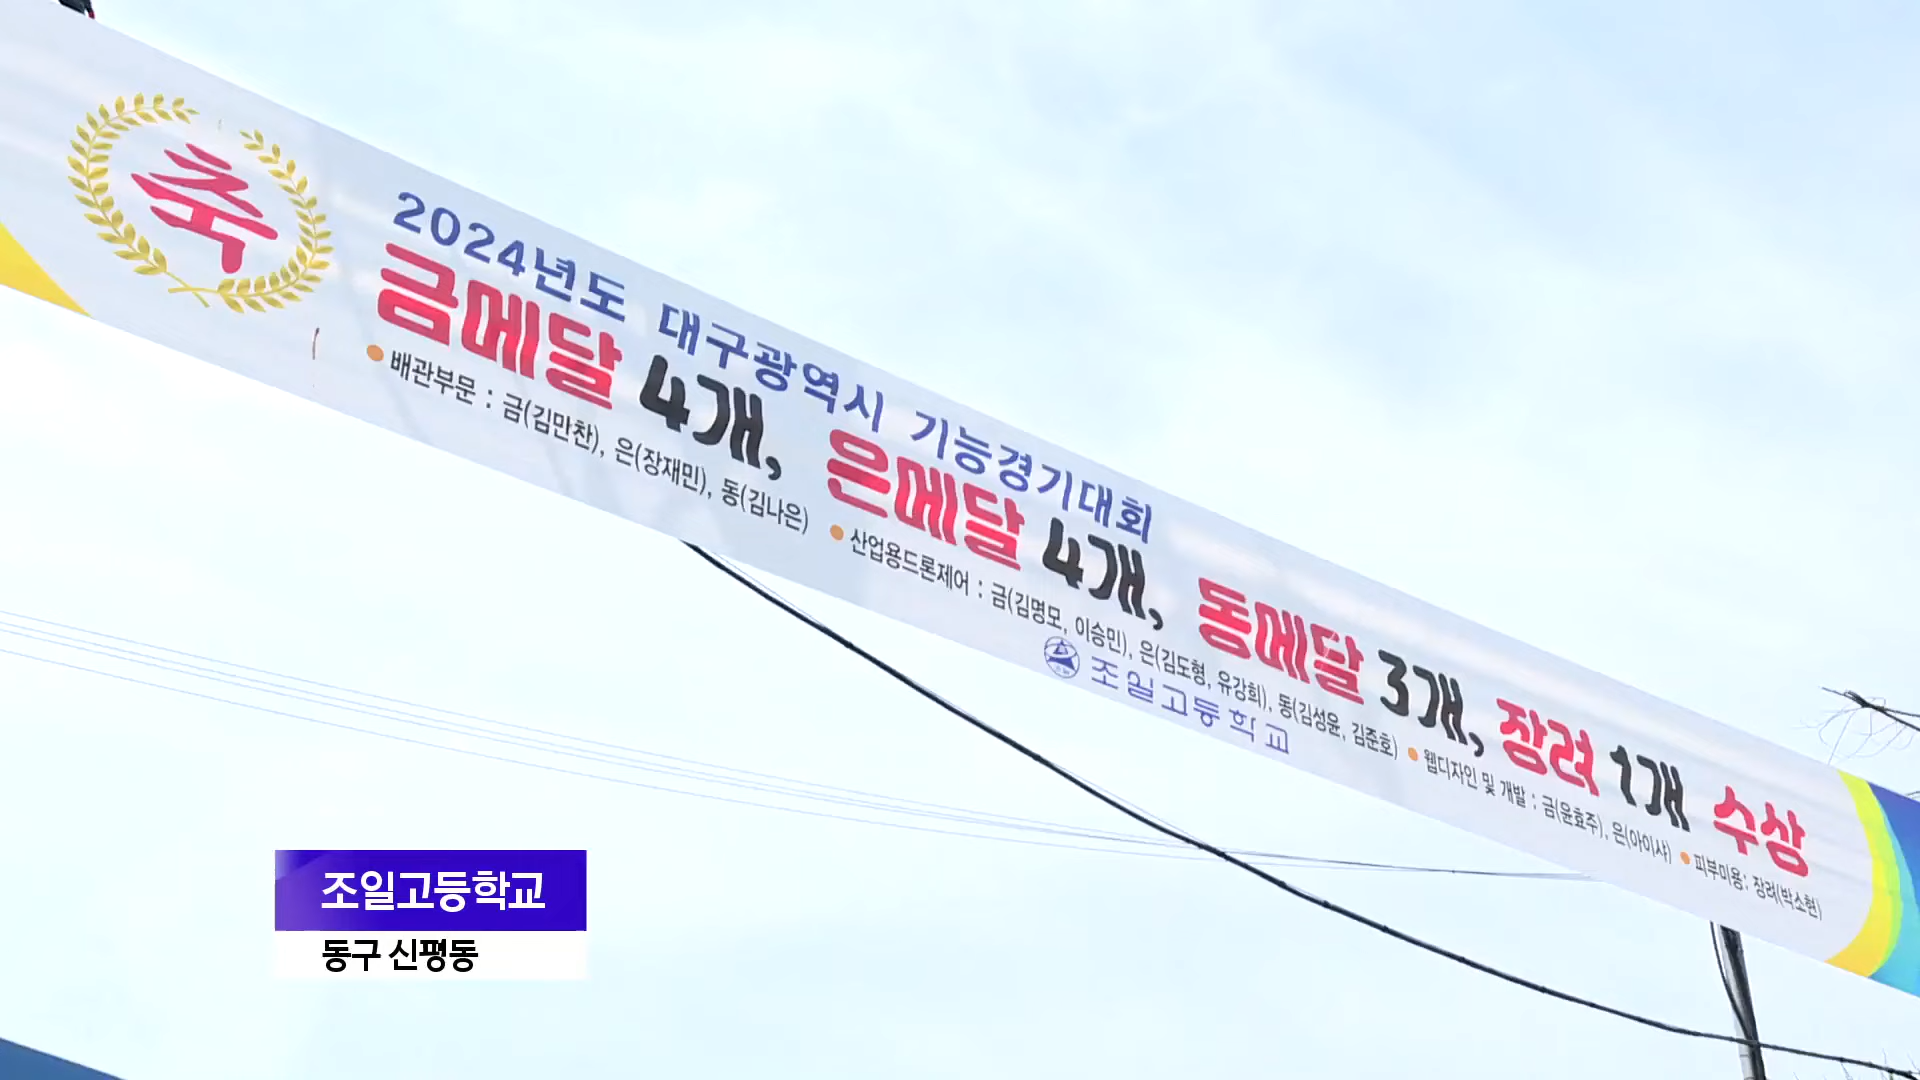 축
2024년도 대구광역시 기능경기대회
금메달 4개, 은메달 4개, 동메달 3개, 장려 1개 수상
배관부문 : 금(김만찬), 은(장재민), 동(김나은) 산업용드론제어 : 금(김명모, 이승민), 은(김도형, 유강희), 동(김성윤, 김준호) 웹디자인 및 개발 : 금(윤효주), 은(아이사) 피부미용: 장려(박소현)
조일고등학교
조일고등학교
동구 신평동